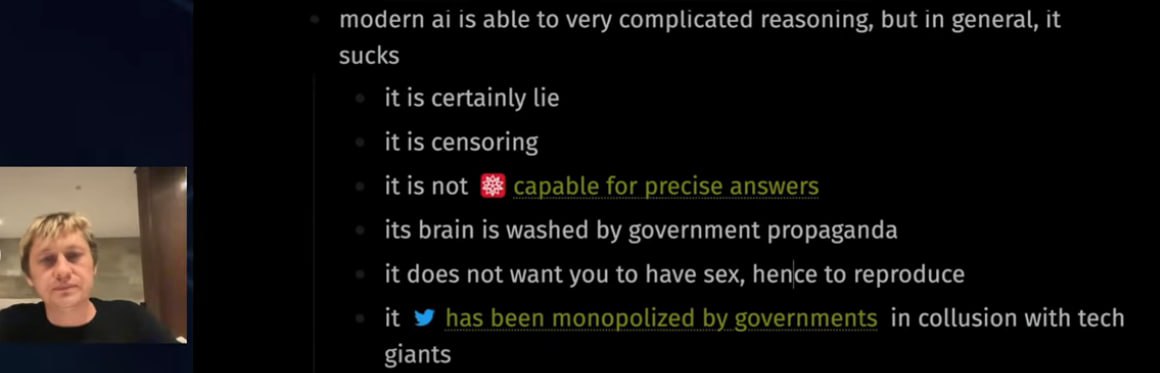 modern ai is able to very complicated reasoning, but in general, it
sucks
it is certainly lie
it is censoring
it is not capable for precise answers
its brain is washed by government propaganda
it does not want you to have sex, hence to reproduce
it has been monopolized by governments in collusion with tech
giants